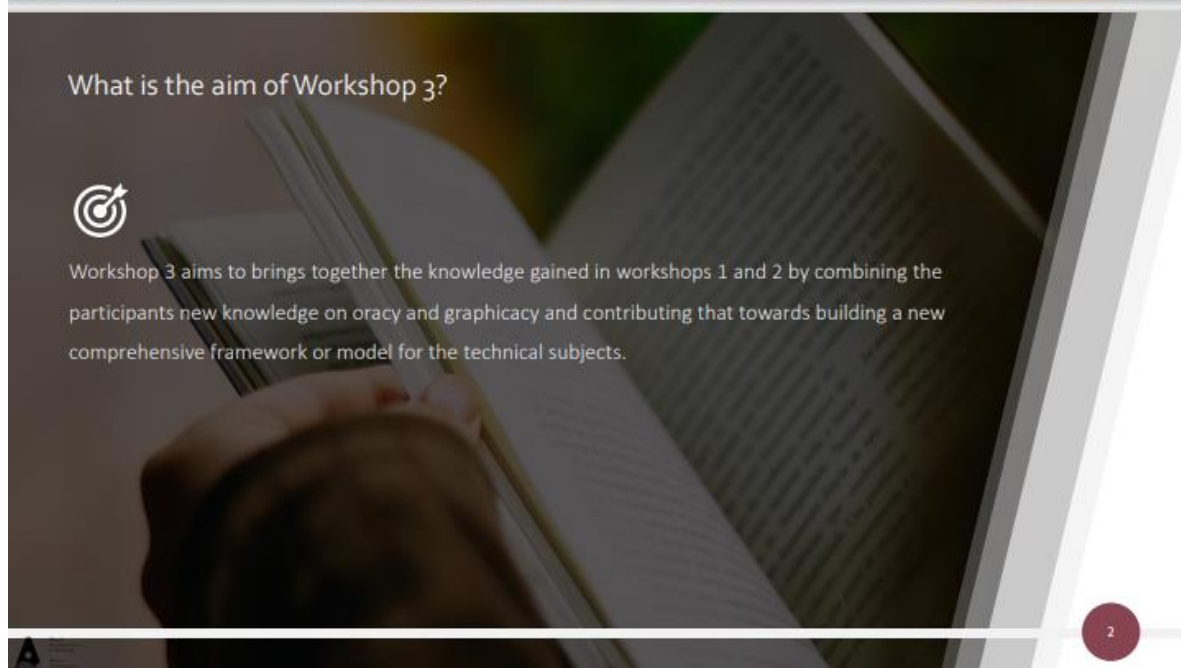 What is the aim of Workshop 3?
Workshop 3 aims to brings together the knowledge gained in workshops 1 and 2 by combining the
participants new knowledge on oracy and graphicacy and contributing that towards building a new
comprehensive framework or model for the technical subjects.
2